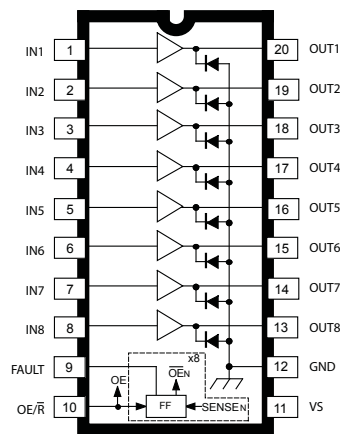 IN1 1 20 OUT1
IN2 2 19 OUT2
IN3 3 18 OUT3
IN4 4 17 OUT4
IN5 5 16 OUT5
IN6 6 15 OUT6
IN7 7 14 OUT7
IN8 8 13 OUT8
x8
FAULT 9 12 GND
OE O̅E̅N̅
OE/R̅ 10 FF SENSEN 11 VS